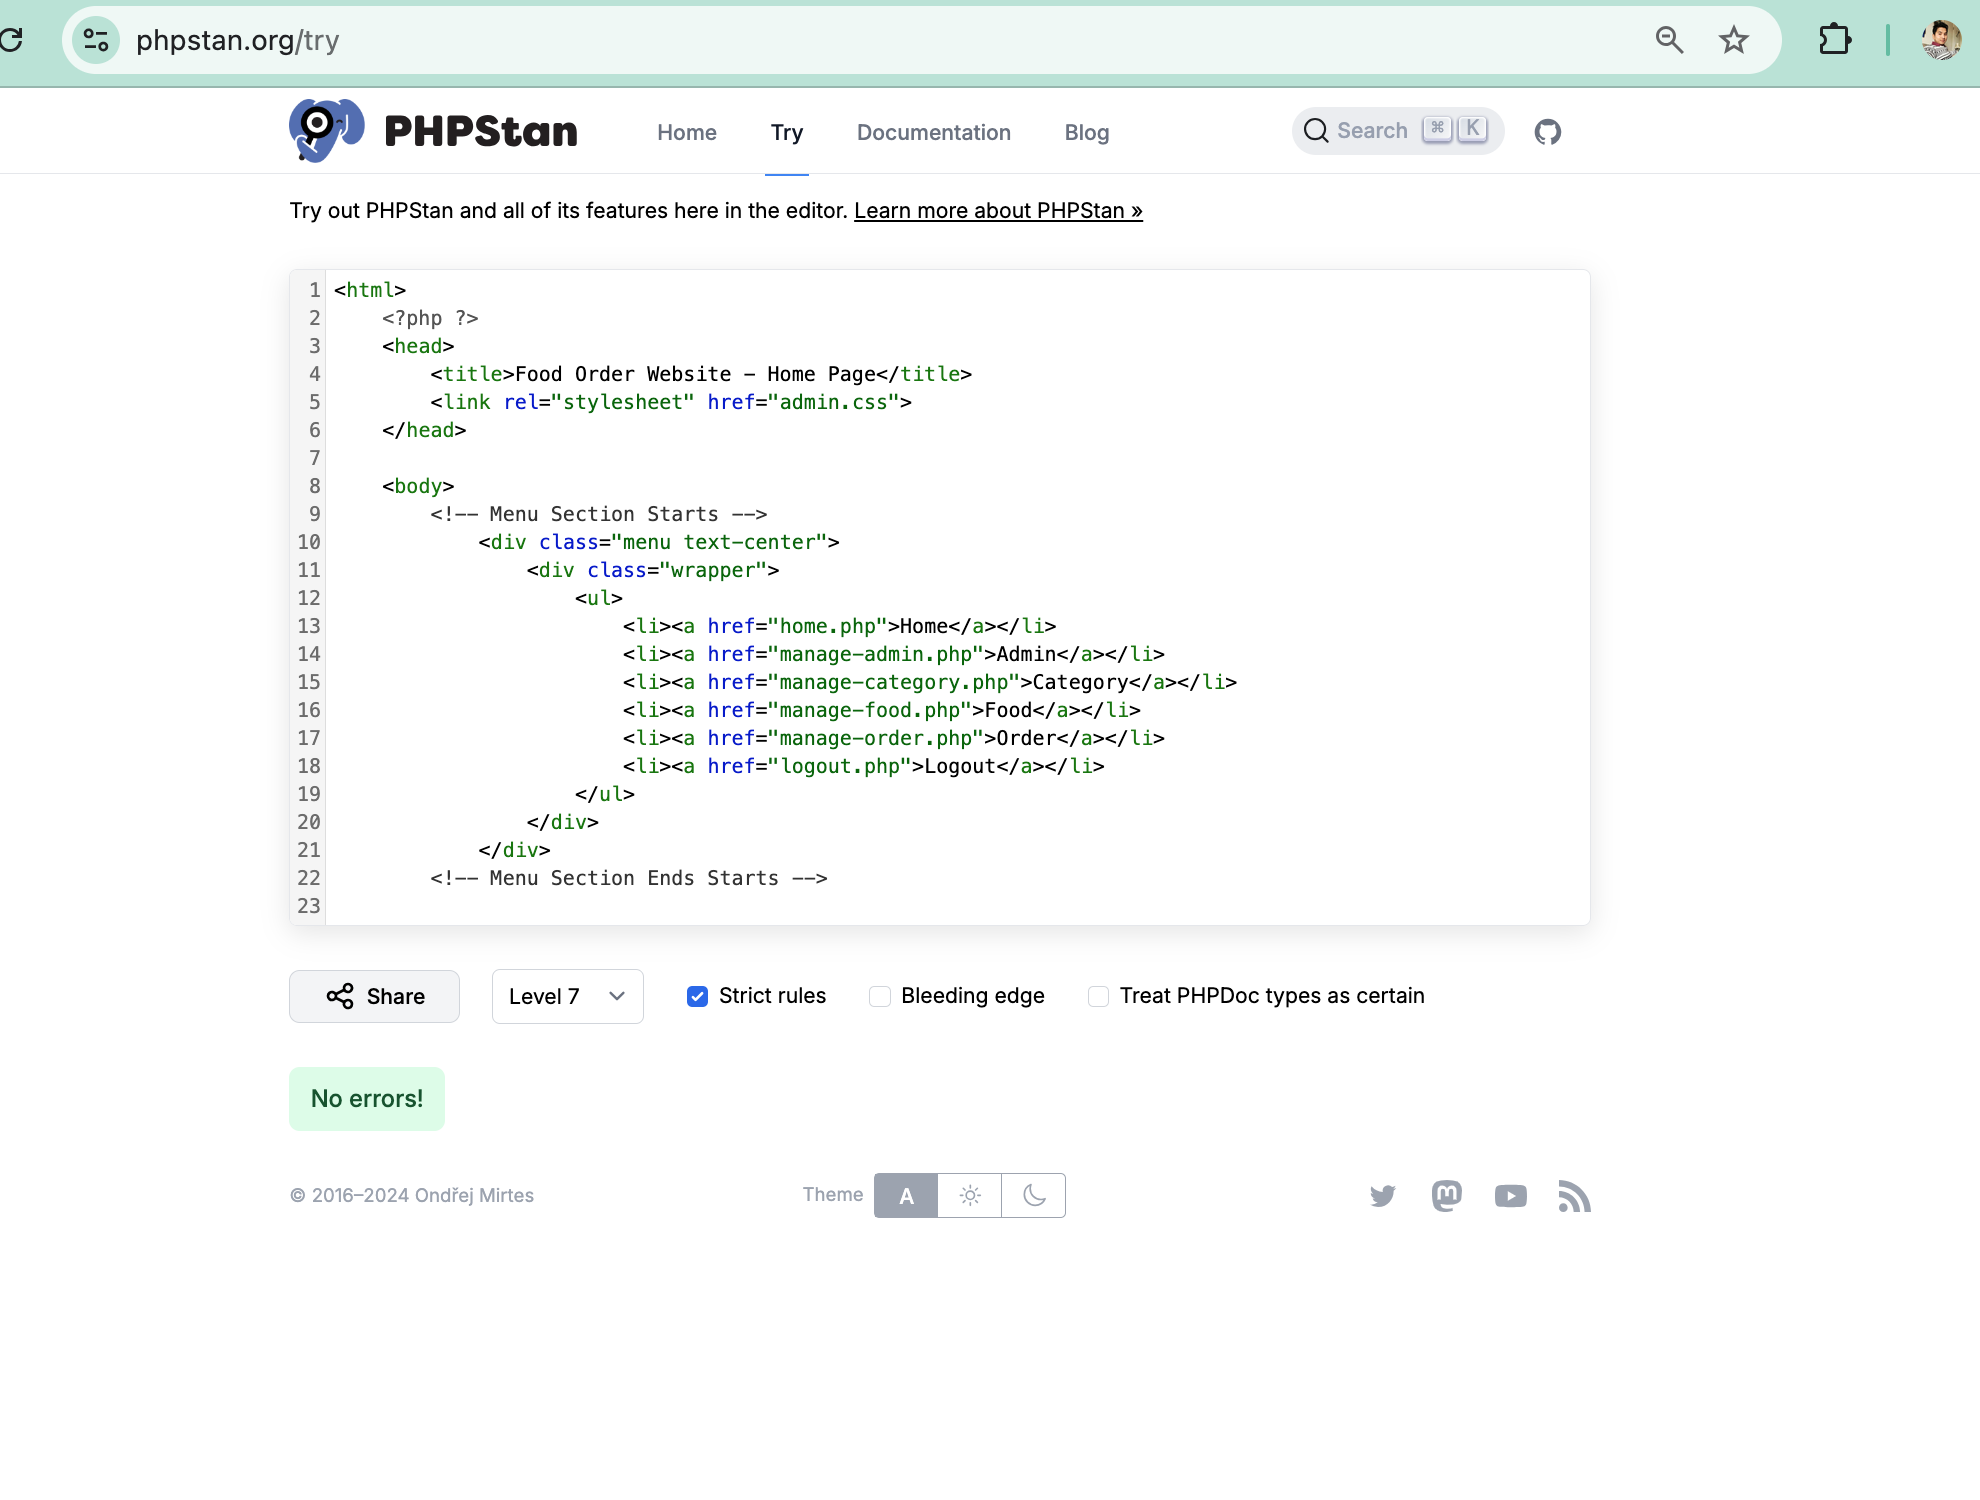 phpstan.org/try
PHPStan
Home
Try
Documentation
Blog
Search ⌘ K
Try out PHPStan and all of its features here in the editor. Learn more about PHPStan »
1 <html>
2 <?php ?>
3 <head>
4 <title>Food Order Website - Home Page</title>
5 <link rel="stylesheet" href="admin.css">
6 </head>
7
8 <body>
9 <!-- Menu Section Starts -->
10 <div class="menu text-center">
11 <div class="wrapper">
12 <ul>
13 <li><a href="home.php">Home</a></li>
14 <li><a href="manage-admin.php">Admin</a></li>
15 <li><a href="manage-category.php">Category</a></li>
16 <li><a href="manage-food.php">Food</a></li>
17 <li><a href="manage-order.php">Order</a></li>
18 <li><a href="logout.php">Logout</a></li>
19 </ul>
20 </div>
21 </div>
22 <!-- Menu Section Ends Starts -->
23
Share
Level 7
Strict rules
Bleeding edge
Treat PHPDoc types as certain
No errors!
© 2016–2024 Ondřej Mirtes
Theme
A